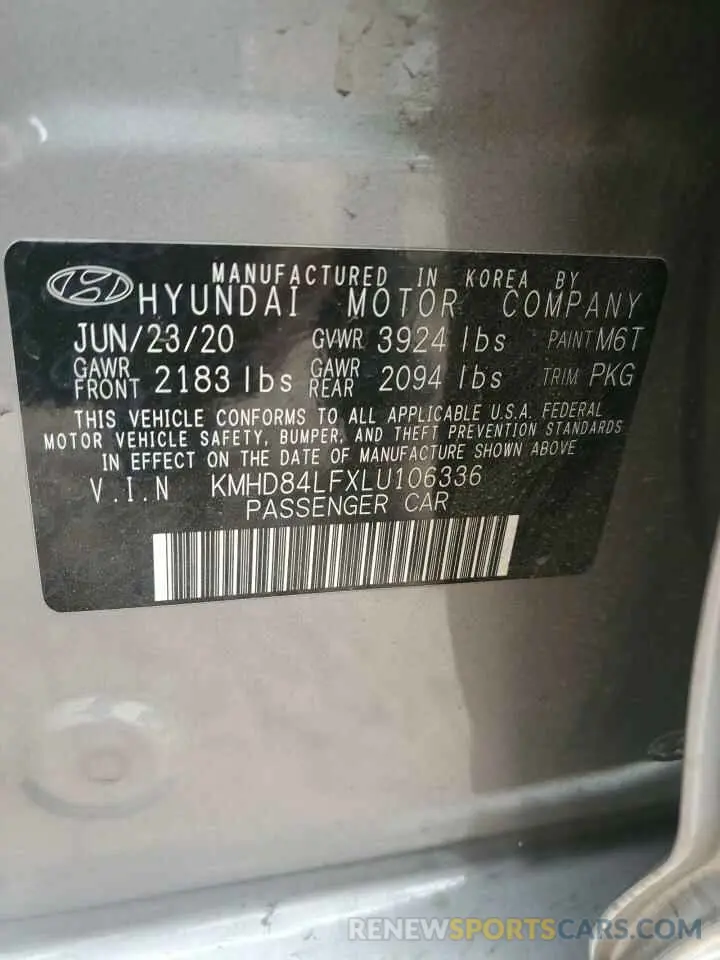 MANUFACTURED IN KOREA BY
HYUNDAI MOTOR COMPANY
JUN/23/20 GVWR 3924 lbs PAINT M6T
GAWR FRONT 2183 lbs GAWR REAR 2094 lbs TRIM PKG
THIS VEHICLE CONFORMS TO ALL APPLICABLE U.S.A. FEDERAL
MOTOR VEHICLE SAFETY, BUMPER, AND THEFT PREVENTION STANDARDS
IN EFFECT ON THE DATE OF MANUFACTURE SHOWN ABOVE
V.I.N KMHD84LFXLU106336
PASSENGER CAR
RENEWSPORTSCARS.COM